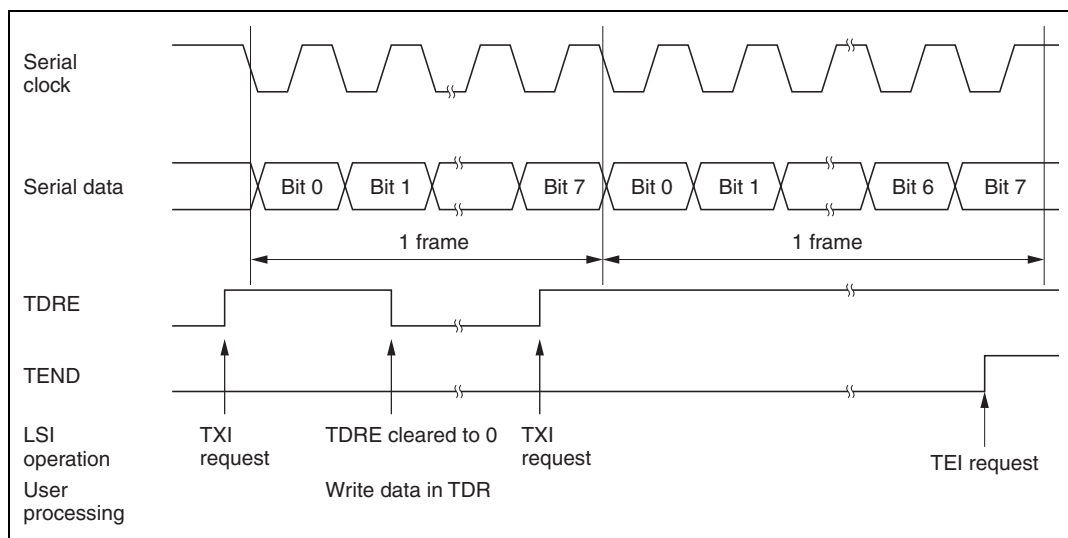 Serial
clock
Serial data
Bit 0
Bit 1
Bit 7
Bit 0
Bit 1
Bit 6
Bit 7
1 frame
1 frame
TDRE
TEND
LSI
operation
TXI
request
TDRE cleared to 0
TXI
request
TEI request
User
processing
Write data in TDR